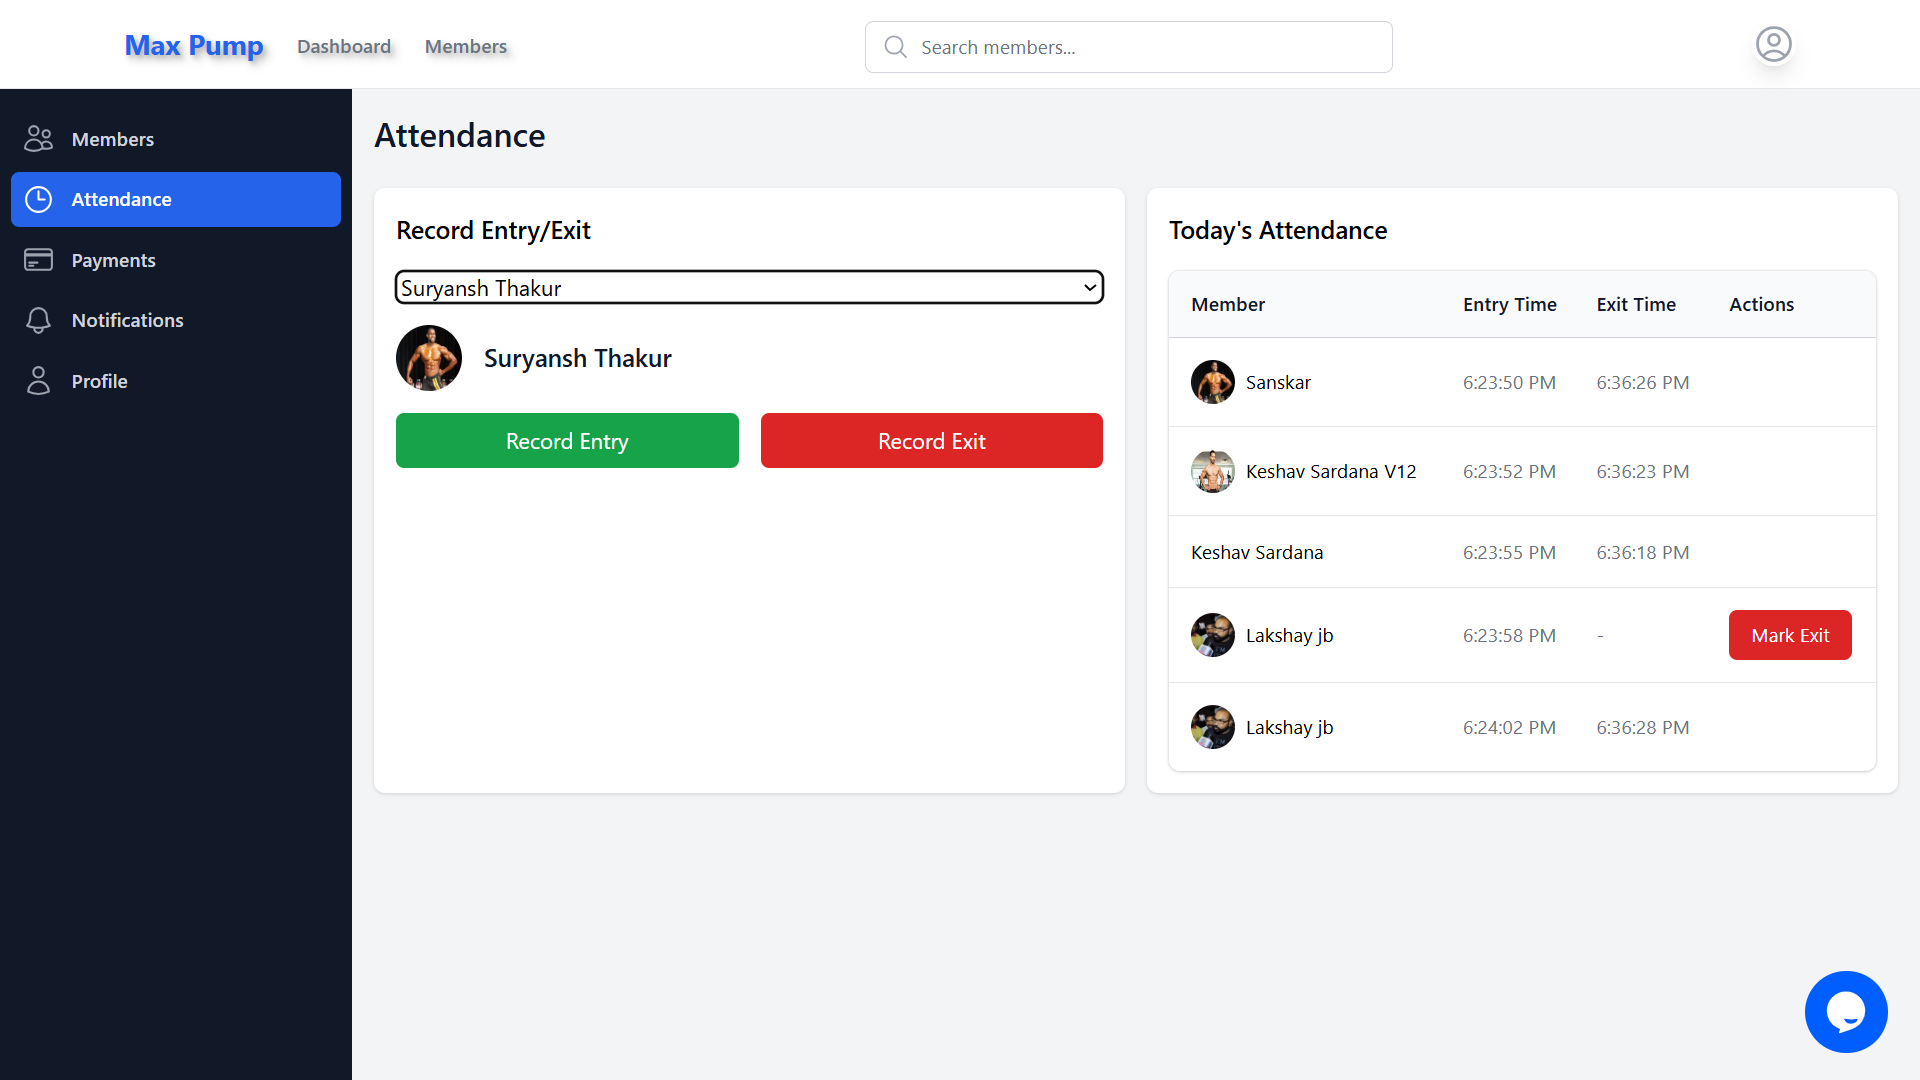 Max Pump Dashboard Members Search members...
Members
Attendance
Payments
Notifications
Profile
Attendance
Record Entry/Exit
Suryansh Thakur
Suryansh Thakur
Record Entry Record Exit
Today's Attendance
Member Entry Time Exit Time Actions
Sanskar 6:23:50 PM 6:36:26 PM
Keshav Sardana V12 6:23:52 PM 6:36:23 PM
Keshav Sardana 6:23:55 PM 6:36:18 PM
Lakshay jb 6:23:58 PM - Mark Exit
Lakshay jb 6:24:02 PM 6:36:28 PM